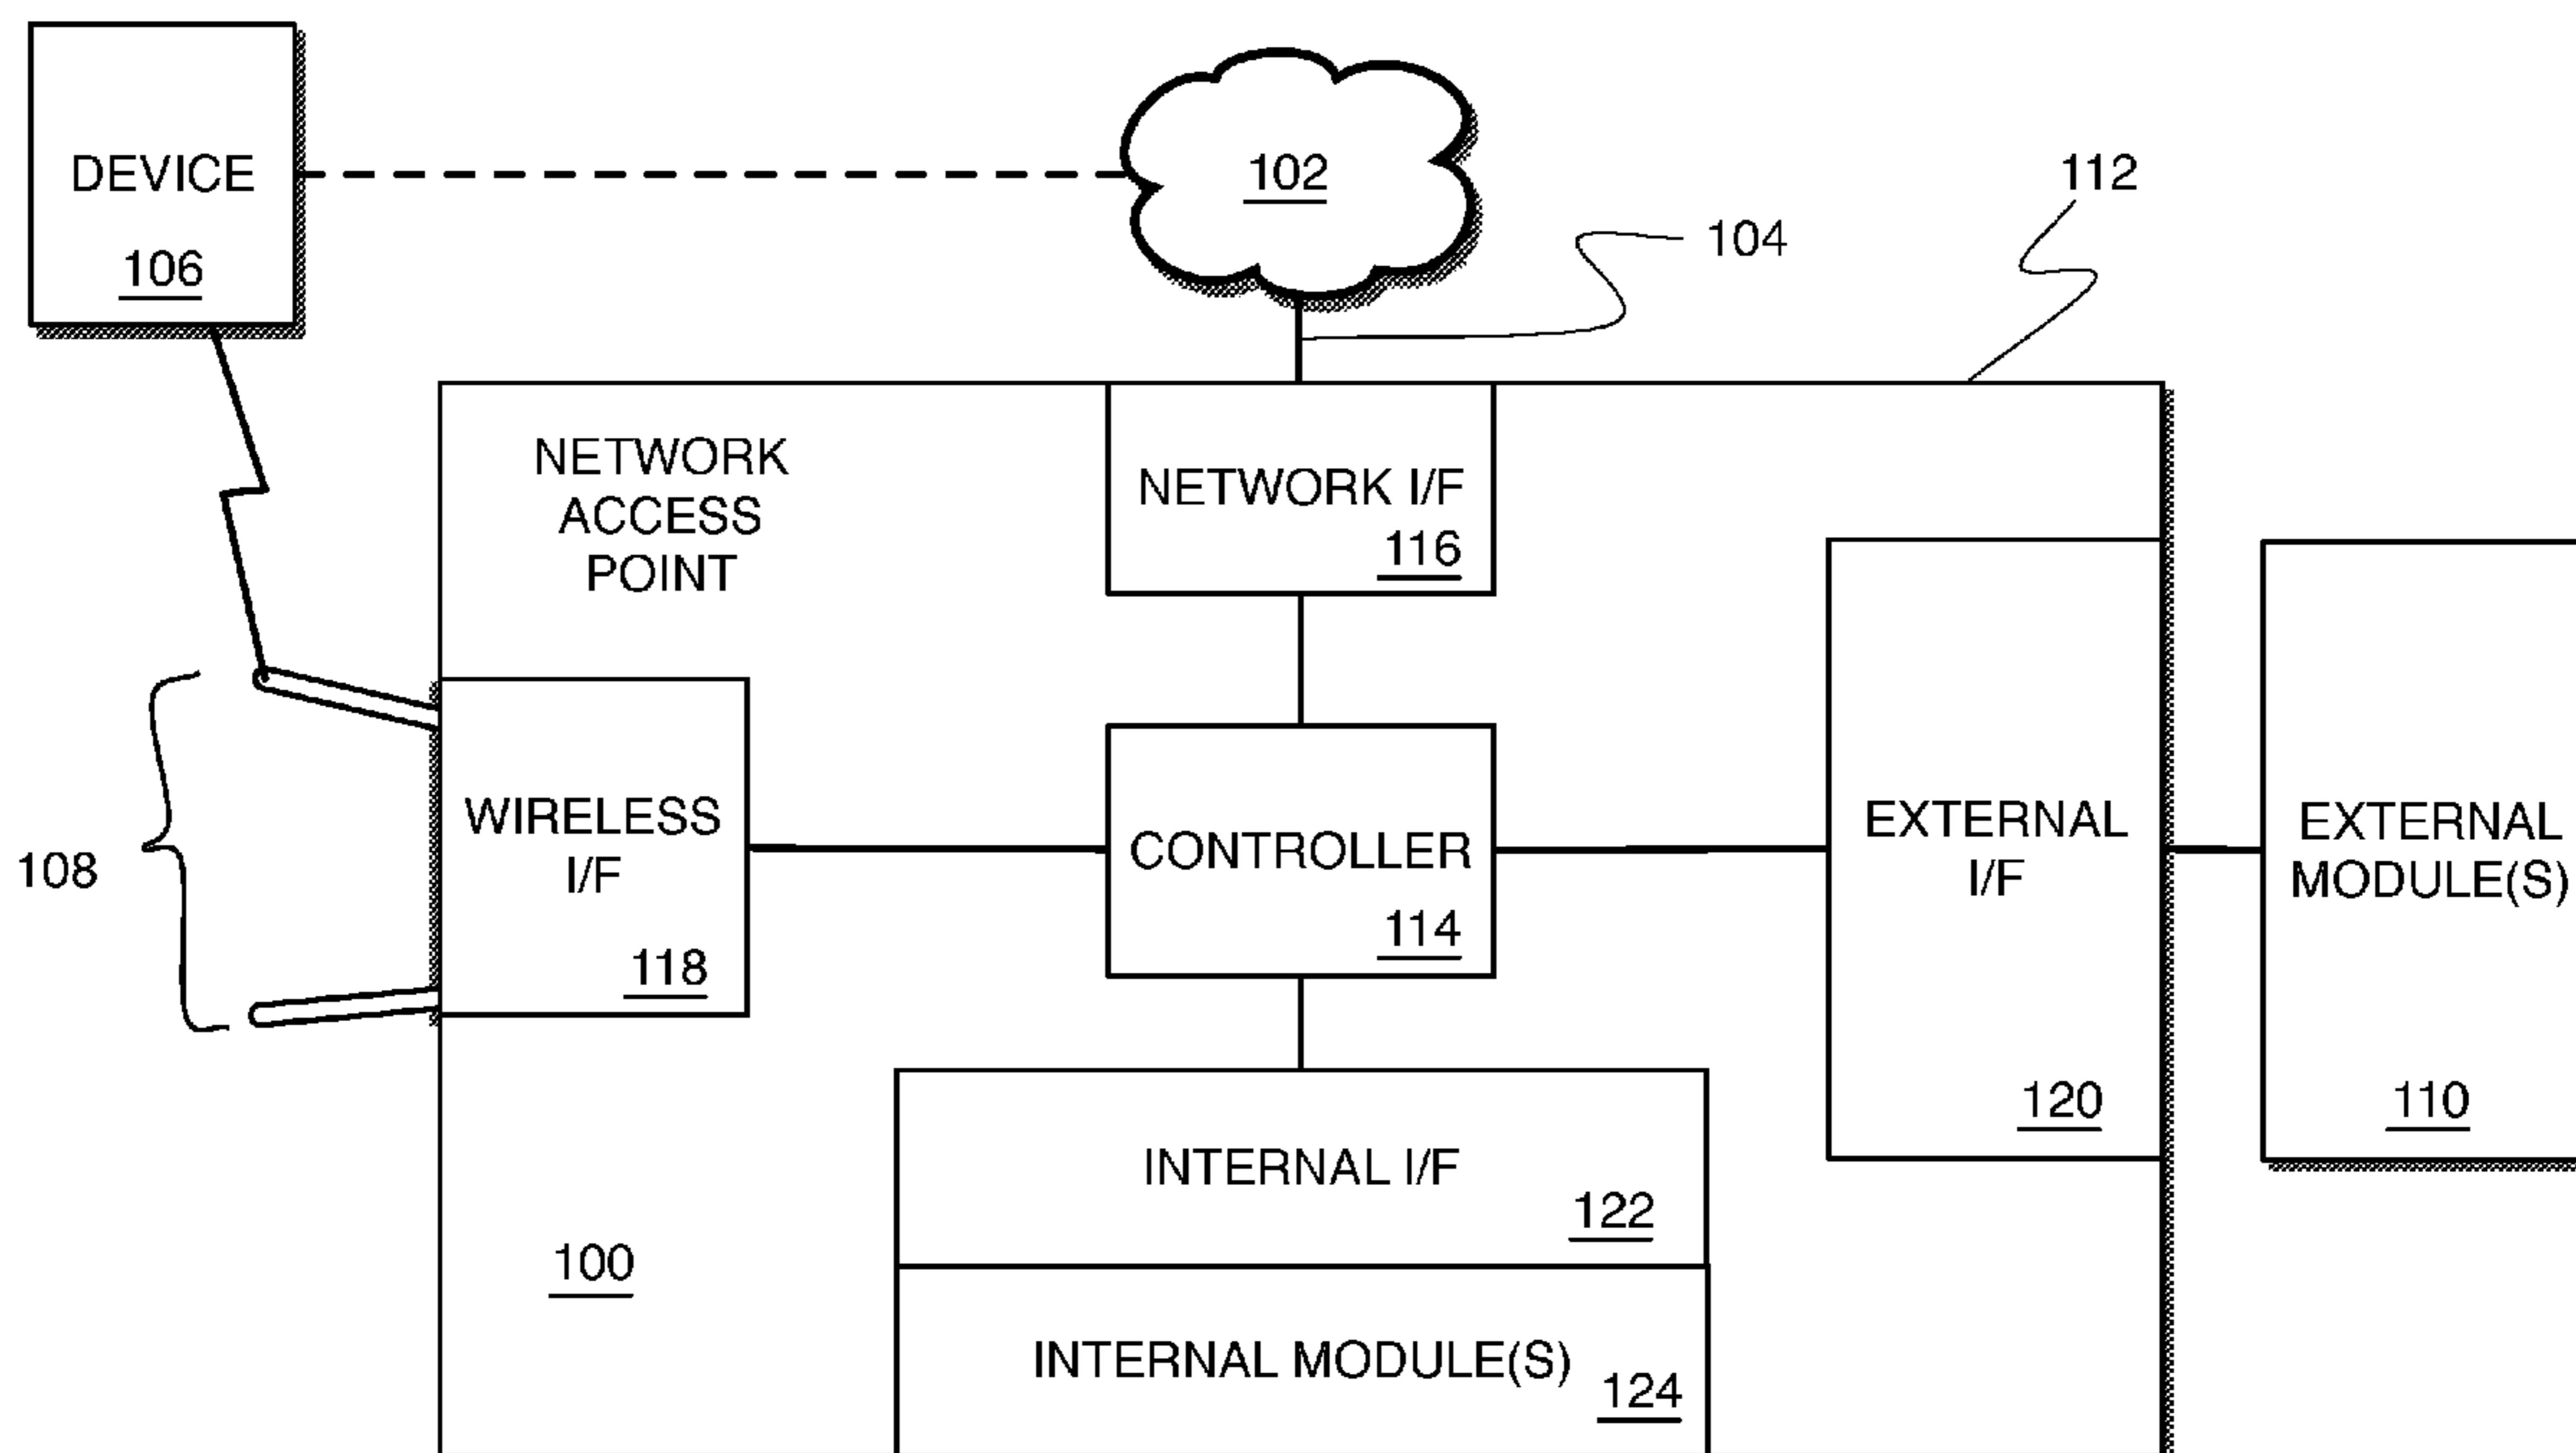 DEVICE
106
102
104
112
NETWORK
ACCESS
POINT
NETWORK I/F
116
WIRELESS
I/F
118
108
CONTROLLER
114
EXTERNAL
I/F
120
EXTERNAL
MODULE(S)
110
INTERNAL I/F
122
100
INTERNAL MODULE(S)
124